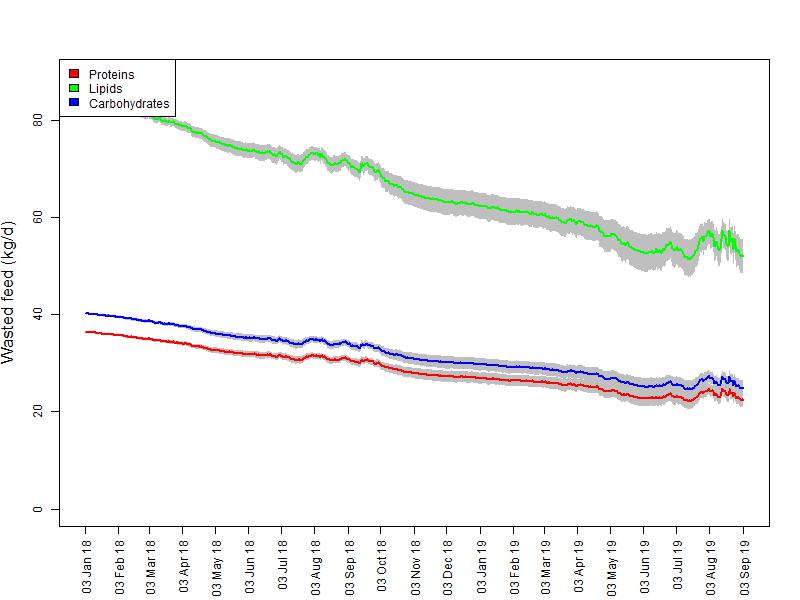 Proteins
Lipids
Carbohydrates
Wasted feed (kg/d)
80
60
40
20
0
03 Jan 18
03 Feb 18
03 Mar 18
03 Apr 18
03 May 18
03 Jun 18
03 Jul 18
03 Aug 18
03 Sep 18
03 Oct 18
03 Nov 18
03 Dec 18
03 Jan 19
03 Feb 19
03 Mar 19
03 Apr 19
03 May 19
03 Jun 19
03 Jul 19
03 Aug 19
03 Sep 19